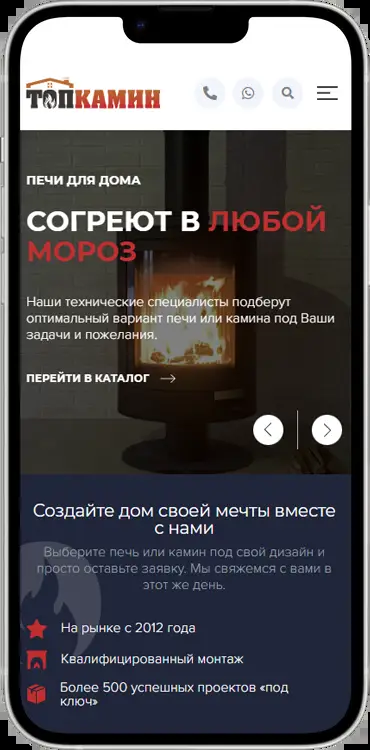 ТОПКАМИН
ПЕЧИ ДЛЯ ДОМА
СОГРЕЮТ В ЛЮБОЙ
МОРОЗ
Наши технические специалисты подберут
оптимальный вариант печи или камина под Ваши
задачи и пожелания.
ПЕРЕЙТИ В КАТАЛОГ
Создайте дом своей мечты вместе
с нами
Выберите печь или камин под свой дизайн и
просто оставьте заявку. Мы свяжемся с вами в
этот же день.
На рынке с 2012 года
Квалифицированный монтаж
Более 500 успешных проектов «под
ключ»